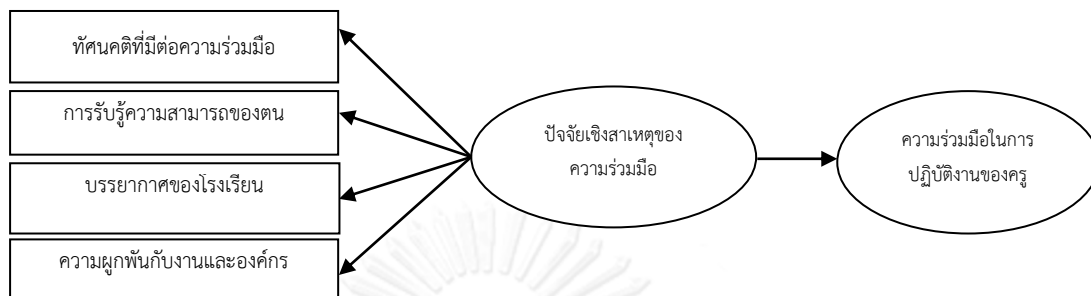 ทัศนคติที่มีต่อความร่วมมือ
การรับรู้ความสามารถของตน
บรรยากาศของโรงเรียน
ความผูกพันกับงานและองค์กร
ปัจจัยเชิงสาเหตุของ
ความร่วมมือ
ความร่วมมือในการ
ปฏิบัติงานของครู